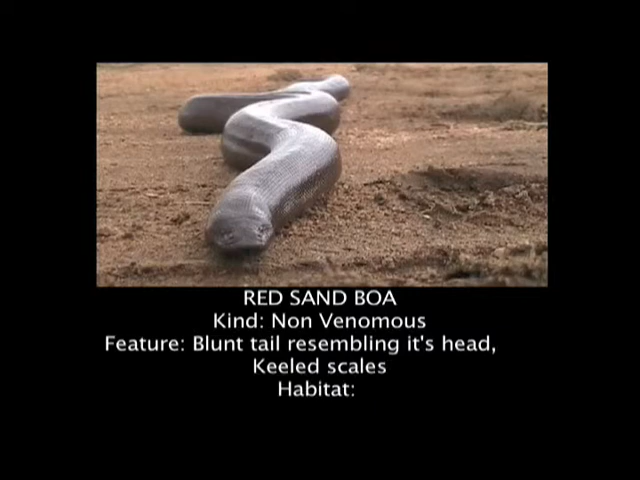 RED SAND BOA
Kind: Non Venomous
Feature: Blunt tail resembling it's head,
Keeled scales
Habitat: